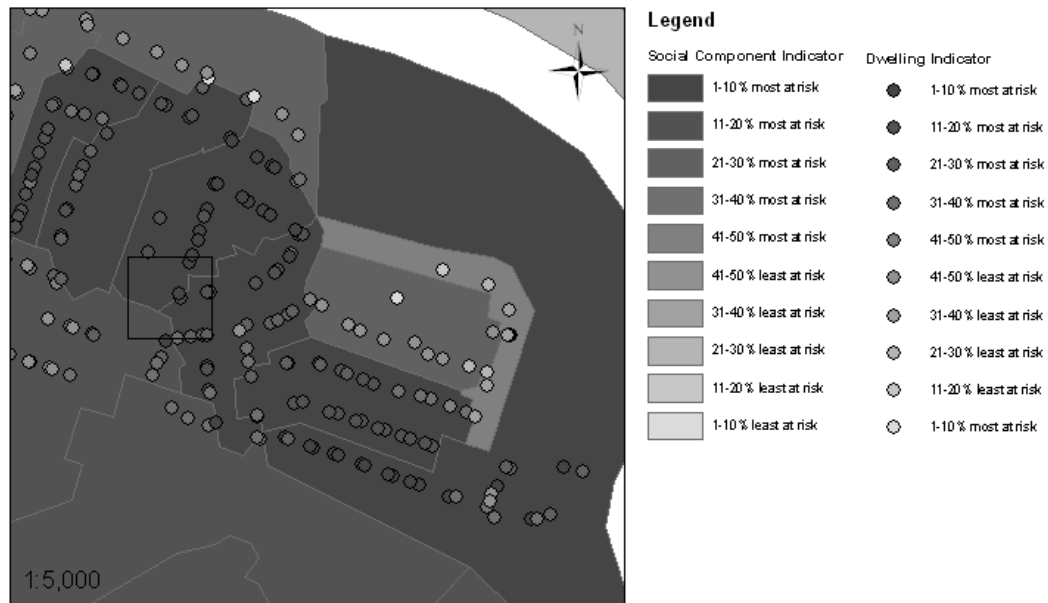 N
1:5,000
Legend
Social Component Indicator
1-10% most at risk
11-20% most at risk
21-30% most at risk
31-40% most at risk
41-50% most at risk
41-50% least at risk
31-40% least at risk
21-30% least at risk
11-20% least at risk
1-10% least at risk
Dwelling Indicator
1-10% most at risk
11-20% most at risk
21-30% most at risk
31-40% most at risk
41-50% most at risk
41-50% least at risk
31-40% least at risk
21-30% least at risk
11-20% least at risk
1-10% most at risk